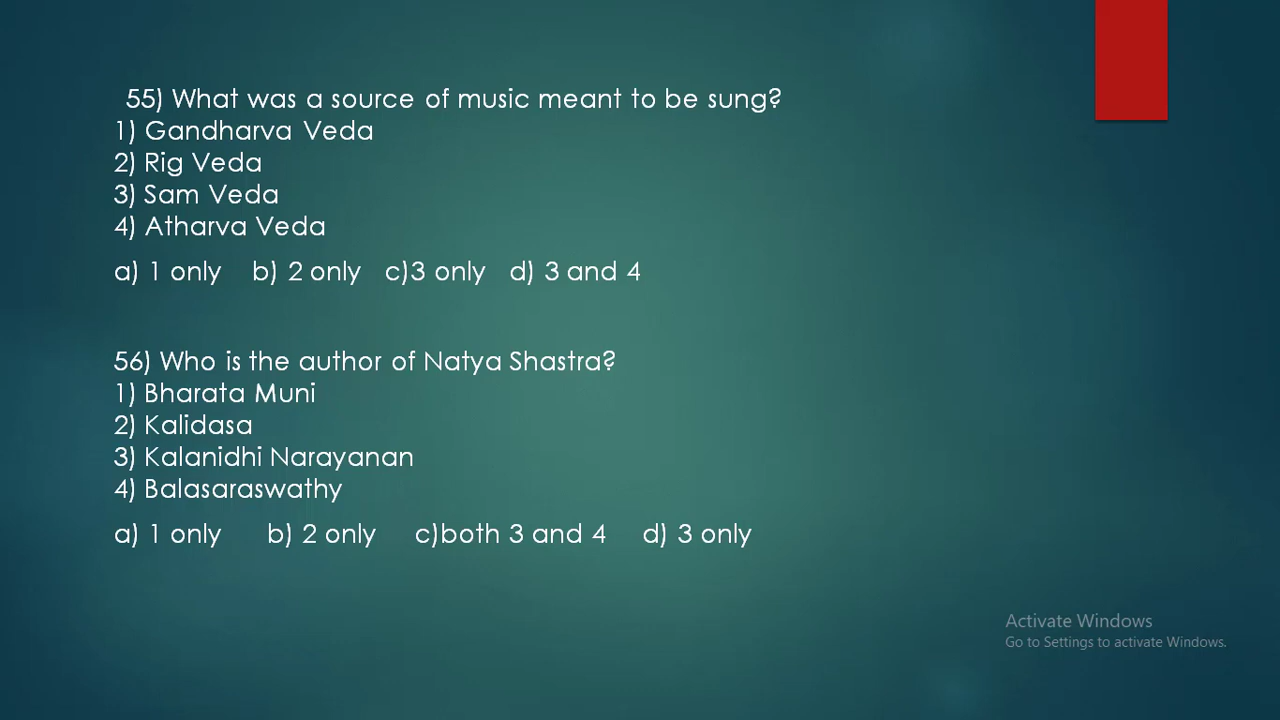 55) What was a source of music meant to be sung?
1) Gandharva Veda
2) Rig Veda
3) Sam Veda
4) Atharva Veda
a) 1 only b) 2 only c)3 only d) 3 and 4
56) Who is the author of Natya Shastra?
1) Bharata Muni
2) Kalidasa
3) Kalanidhi Narayanan
4) Balasaraswathy
a) 1 only b) 2 only c)both 3 and 4 d) 3 only
Activate Windows
Go to Settings to activate Windows.